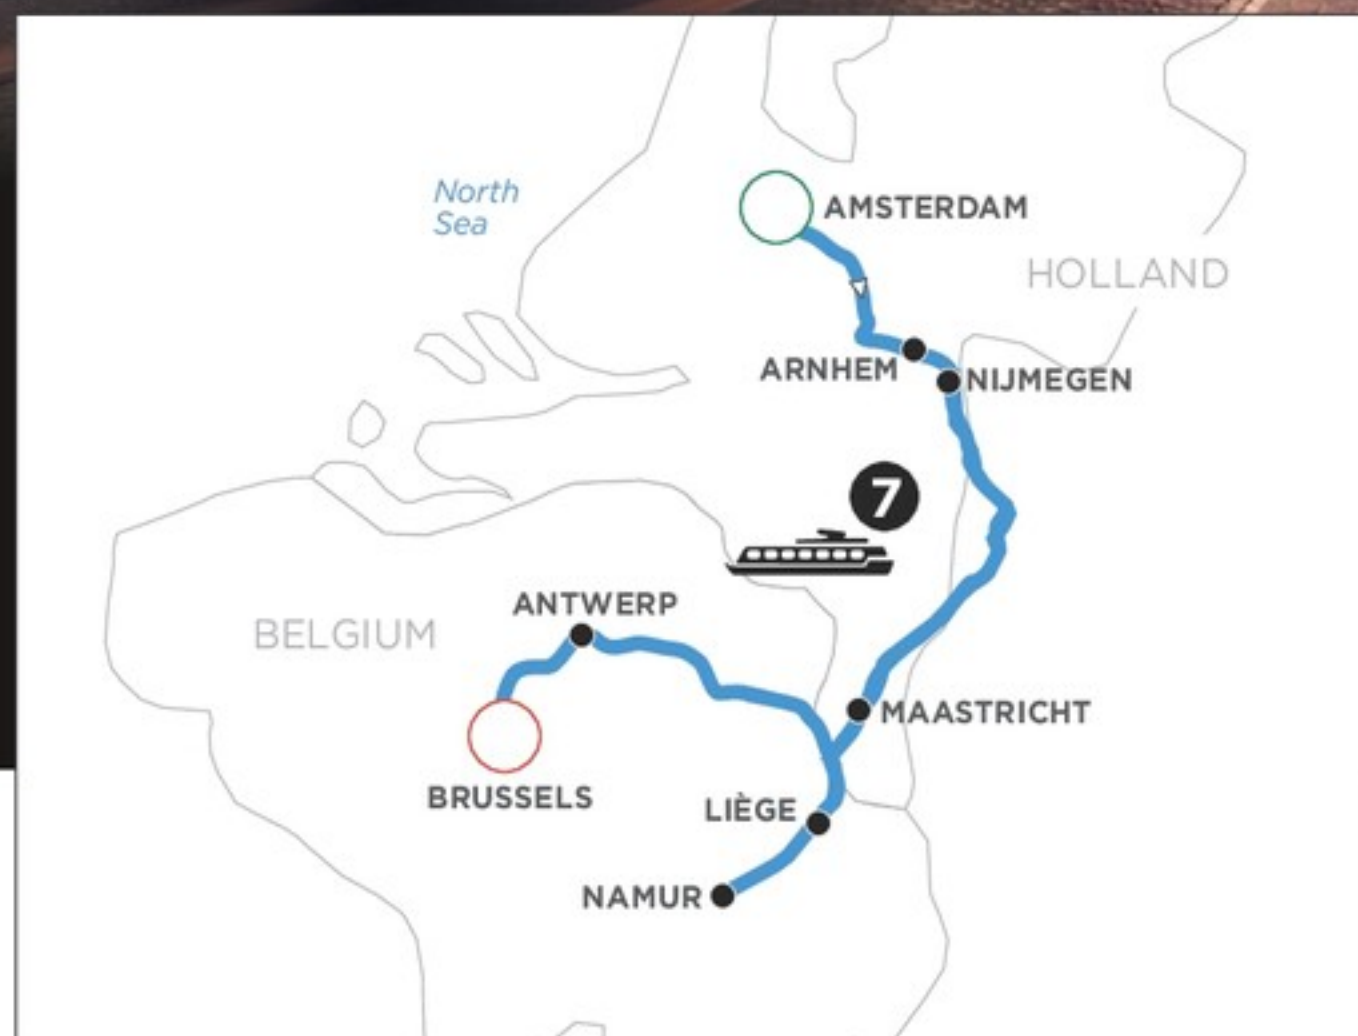 North
Sea
AMSTERDAM
HOLLAND
ARNHEM
NIJMEGEN
7
ANTWERP
BELGIUM
MAASTRICHT
BRUSSELS
LIÈGE
NAMUR